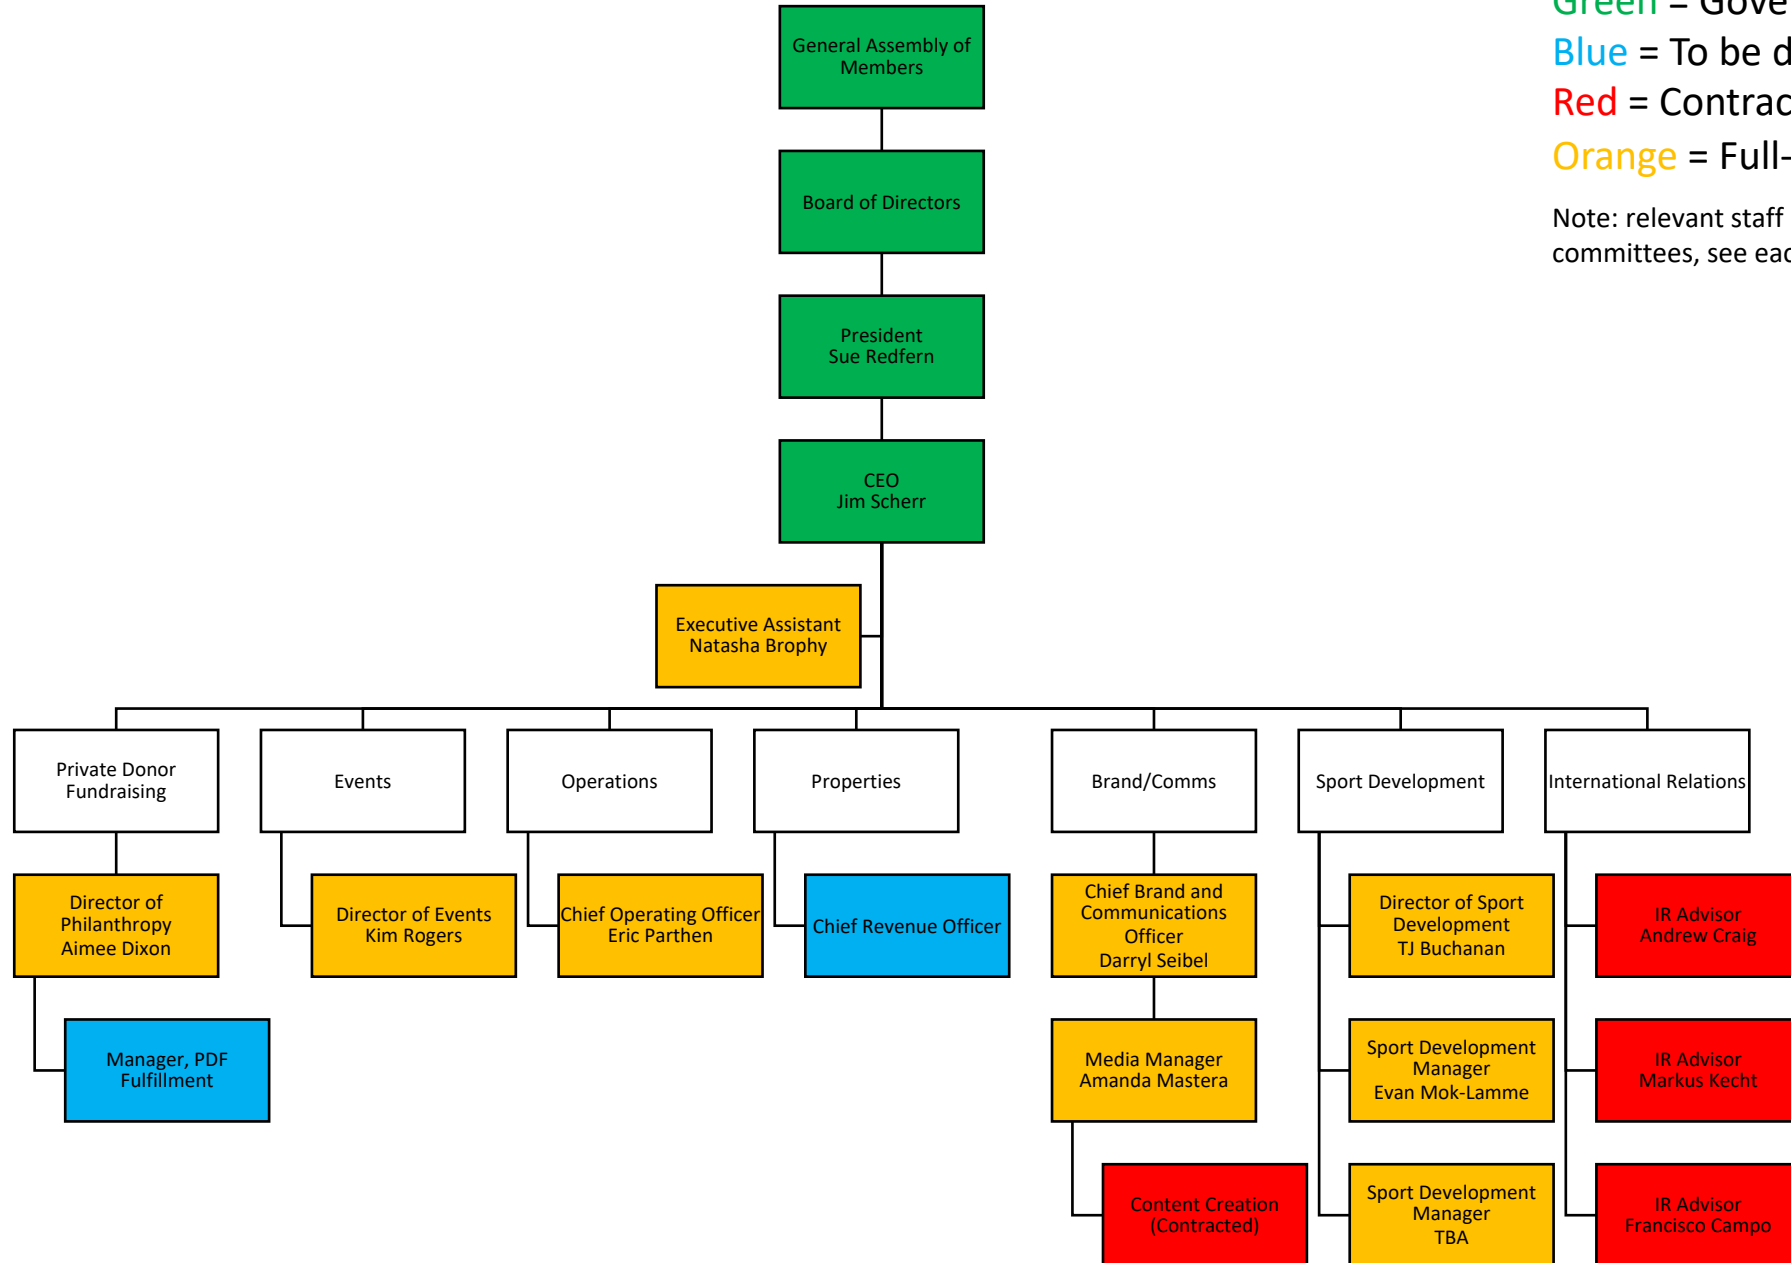 General Assembly of
Members
Green =
Blue = To be
Red =
Orange =
Note: relevant staff
committees, see
Board of Directors
President
Sue Redfern
CEO
Jim Scherr
Executive Assistant
Natasha Brophy
Private Donor
Fundraising
Events
Operations
Properties
Brand/Comms
Sport Development
International Relations
Director of
Philanthropy
Aimee Dixon
Director of Events
Kim Rogers
Chief Operating Officer
Eric Parthen
Chief Revenue Officer
Chief Brand and
Communications
Officer
Darryl Seibel
Director of Sport
Development
TJ Buchanan
IR Advisor
Andrew Craig
Manager, PDF
Fulfillment
Media Manager
Amanda Mastera
Sport Development
Manager
Evan Mok-Lamme
IR Advisor
Markus Kecht
Content Creation
(Contracted)
Sport Development
Manager
TBA
IR Advisor
Francisco Campo